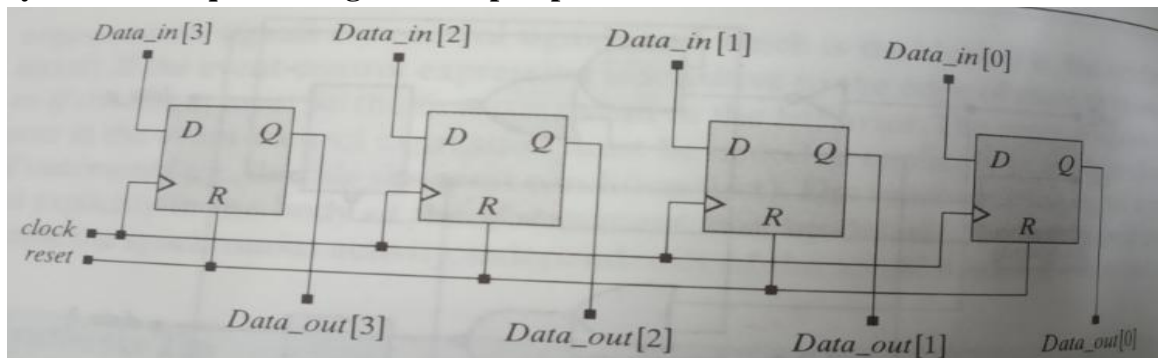 Data_in[3] Data_in[2] Data_in[1] Data_in[0]
D Q D Q D Q D Q
R R R R
clock
reset
Data_out[3] Data_out[2] Data_out[1] Data_out[0]